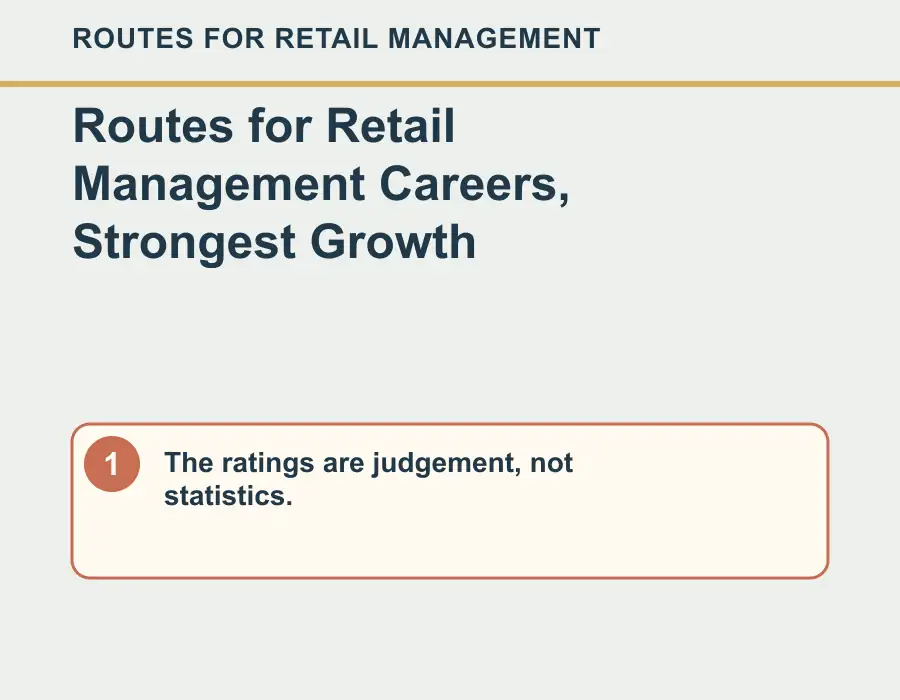 ROUTES FOR RETAIL MANAGEMENT
Routes for Retail
Management Careers,
Strongest Growth
1
The ratings are judgement, not
statistics.